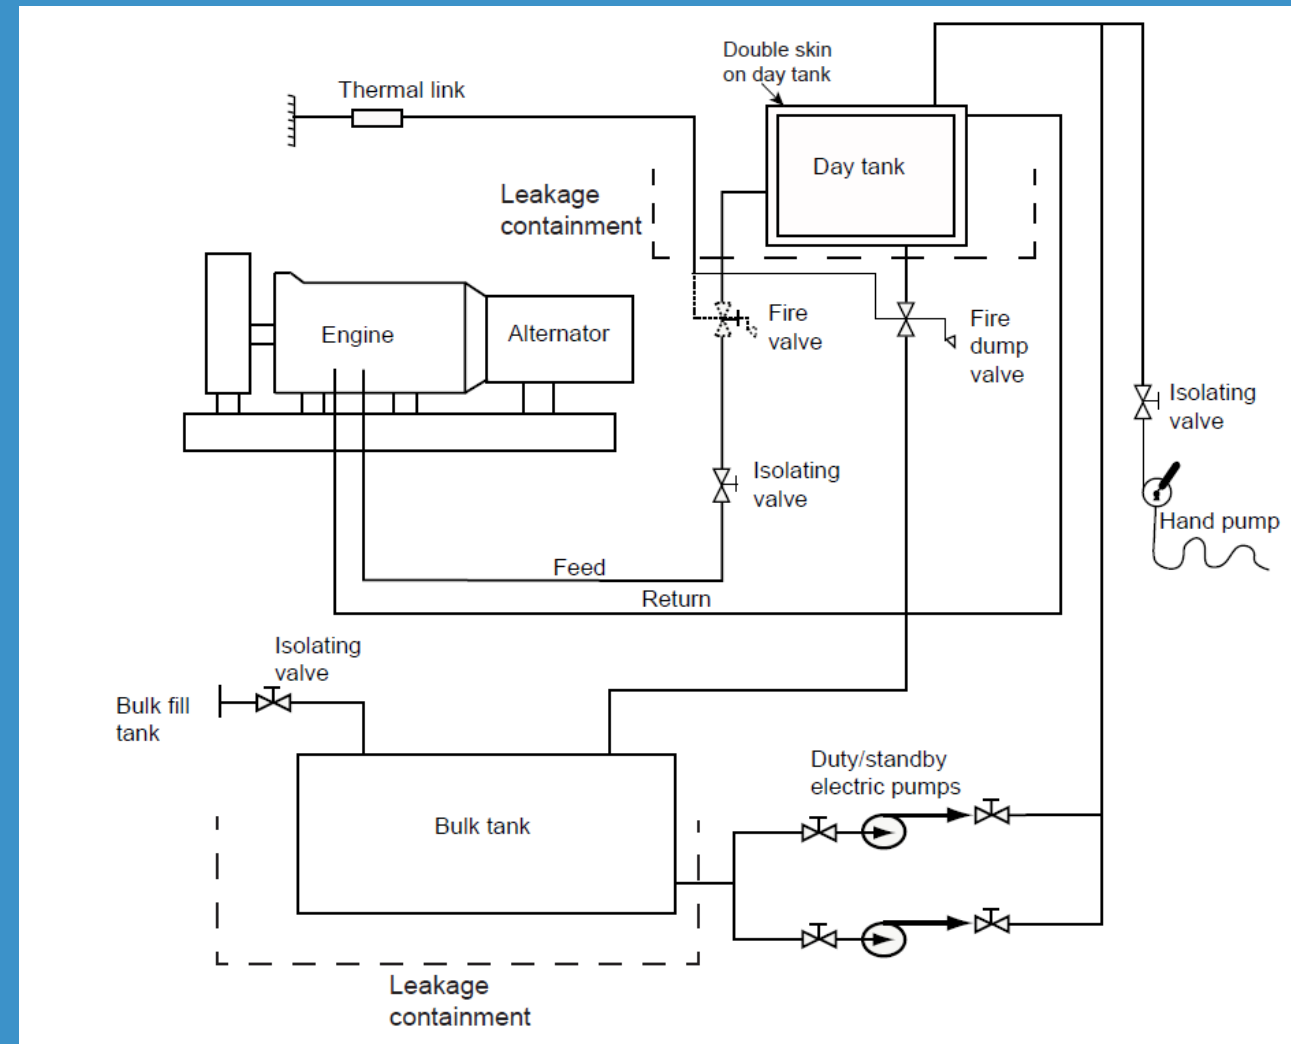 Double skin
on day tank
Thermal link
Day tank
Leakage
containment
Engine
Alternator
Fire
valve
Fire
dump
valve
Isolating
valve
Isolating
valve
Hand pump
Feed
Return
Isolating
valve
Bulk fill
tank
Duty/standby
electric pumps
Bulk tank
Leakage
containment